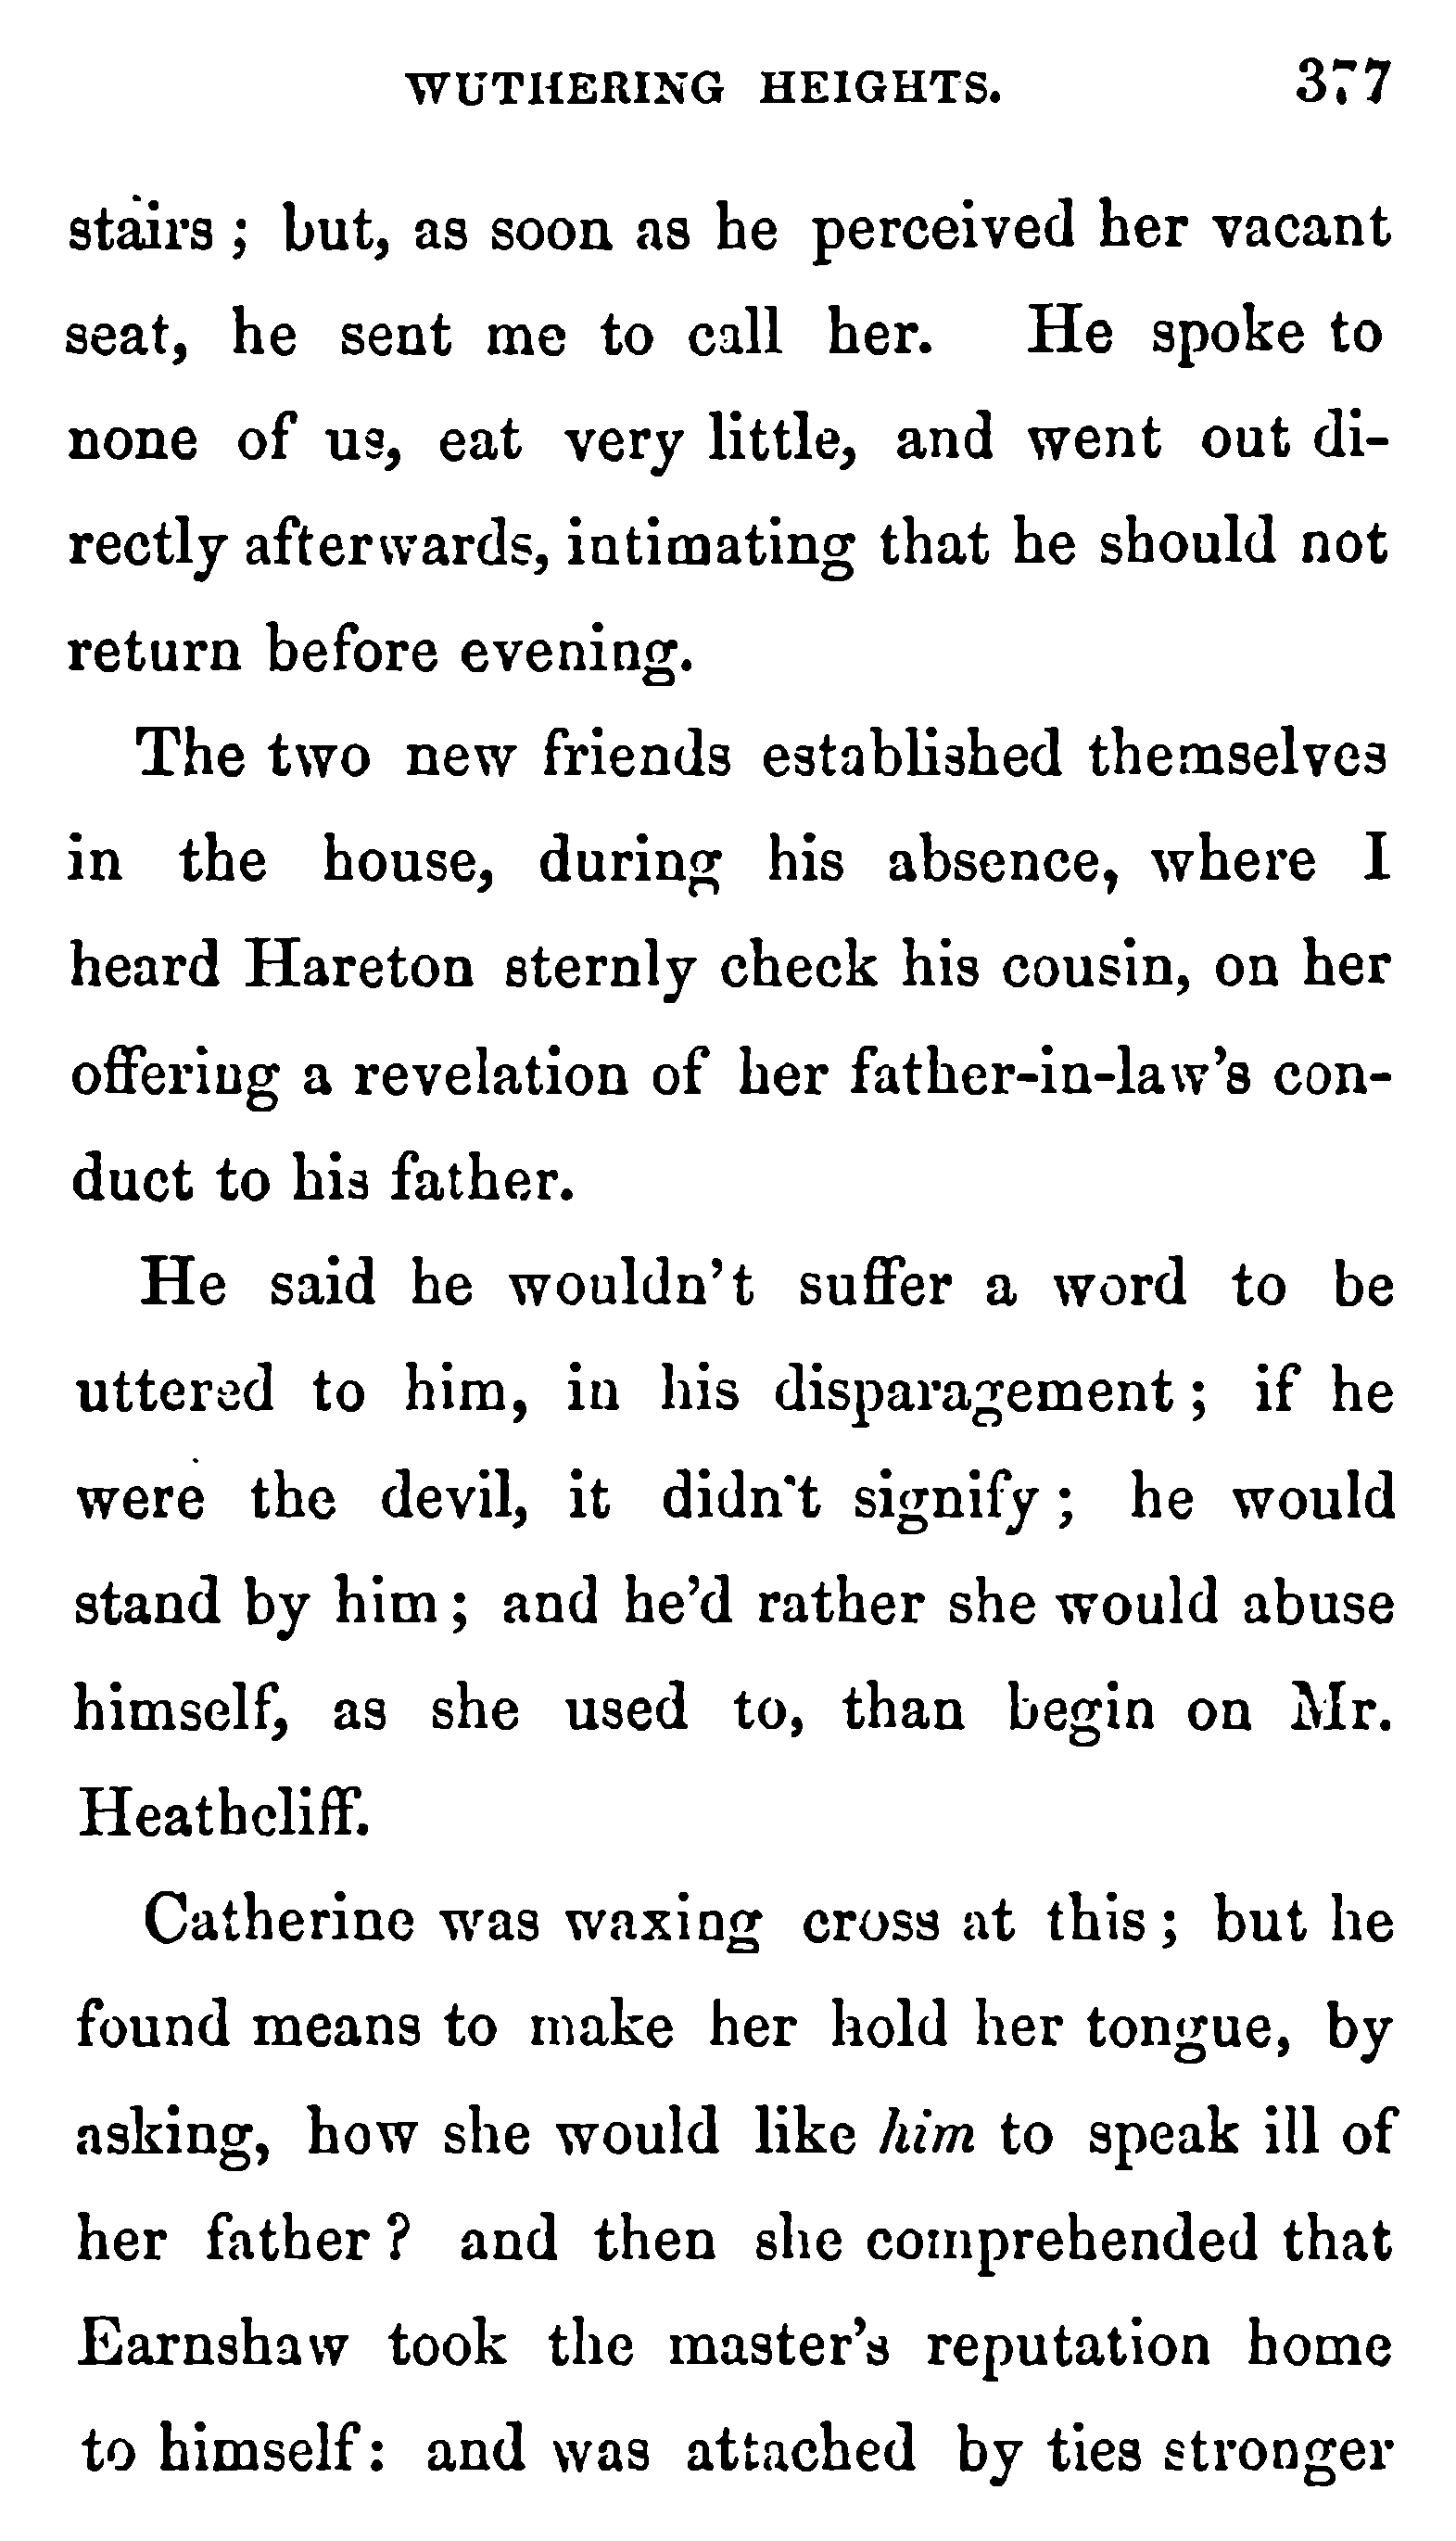 WUTHERING HEIGHTS. 377
stairs ; but, as soon as he perceived her vacant
seat, he sent me to call her. He spoke to
none of us, eat very little, and went out di-
rectly afterwards, intimating that he should not
return before evening.
The two new friends established themselves
in the house, during his absence, where I
heard Hareton sternly check his cousin, on her
offering a revelation of her father-in-law's con-
duct to his father.
He said he wouldn't suffer a word to be
uttered to him, in his disparagement ; if he
were the devil, it didn't signify ; he would
stand by him ; and he'd rather she would abuse
himself, as she used to, than begin on Mr.
Heathcliff.
Catherine was waxing cross at this ; but he
found means to make her hold her tongue, by
asking, how she would like him to speak ill of
her father ? and then she comprehended that
Earnshaw took the master's reputation home
to himself: and was attached by ties stronger